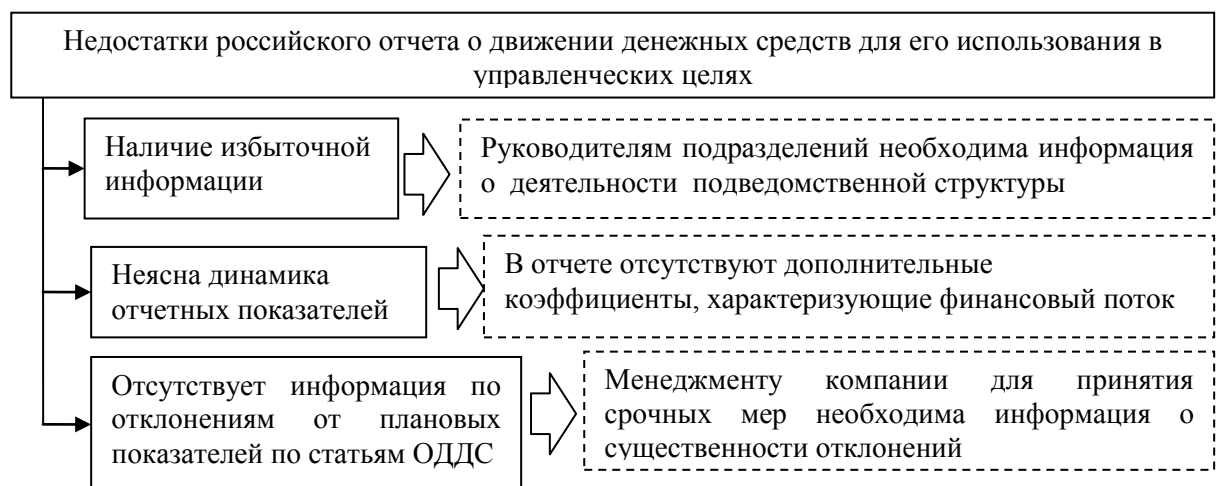 Недостатки российского отчета о движении денежных средств для его использования в
управленческих целях
Наличие избыточной
информации
Руководителям подразделений необходима информация
о деятельности подведомственной структуры
Неясна динамика
отчетных показателей
В отчете отсутствуют дополнительные
коэффициенты, характеризующие финансовый поток
Отсутствует информация по
отклонениям от плановых
показателей по статьям ОДДС
Менеджменту компании для принятия
срочных мер необходима информация о
существенности отклонений